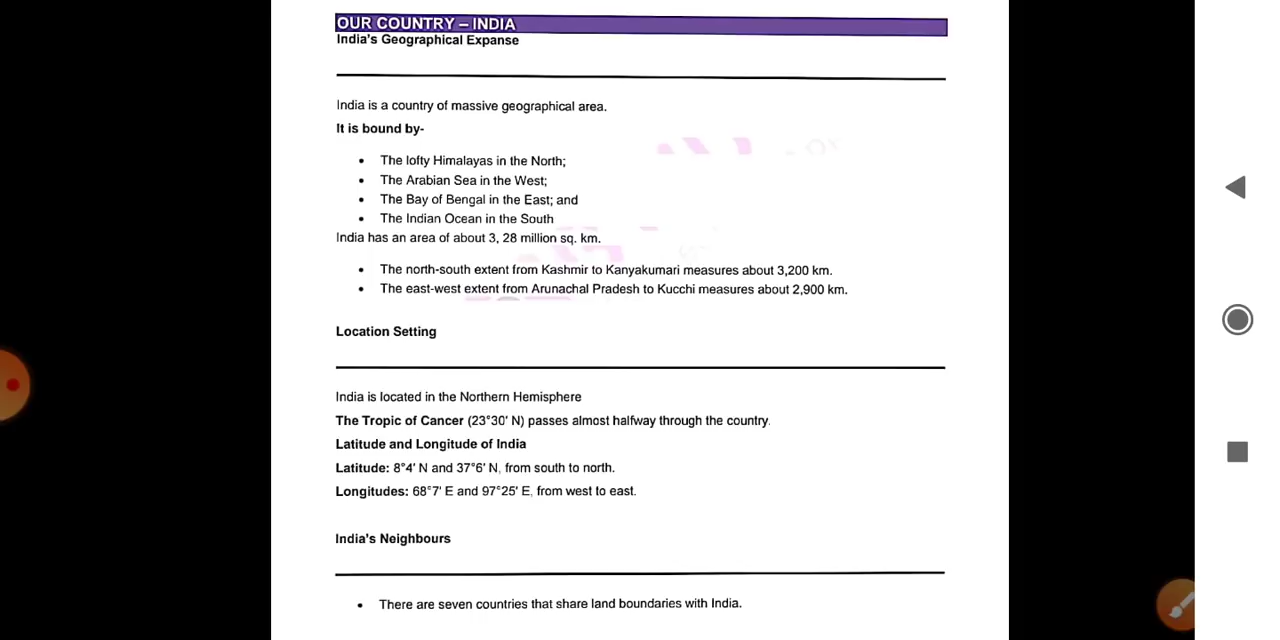 OUR COUNTRY – INDIA
India's Geographical Expanse
India is a country of massive geographical area.
It is bound by-
• The lofty Himalayas in the North;
• The Arabian Sea in the West;
• The Bay of Bengal in the East; and
• The Indian Ocean in the South
India has an area of about 3, 28 million sq. km.
• The north-south extent from Kashmir to Kanyakumari measures about 3,200 km.
• The east-west extent from Arunachal Pradesh to Kucchi measures about 2,900 km.
Location Setting
India is located in the Northern Hemisphere
The Tropic of Cancer (23°30' N) passes almost halfway through the country.
Latitude and Longitude of India
Latitude: 8°4' N and 37°6' N, from south to north.
Longitudes: 68°7' E and 97°25' E, from west to east.
India's Neighbours
• There are seven countries that share land boundaries with India.